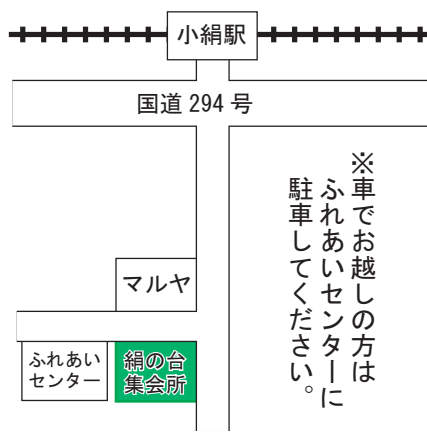 小絹駅
国道 294 号
※車でお越しの方は
ふれあいセンターに
駐車してください。
マルヤ
ふれあい
センター
絹の台
集会所